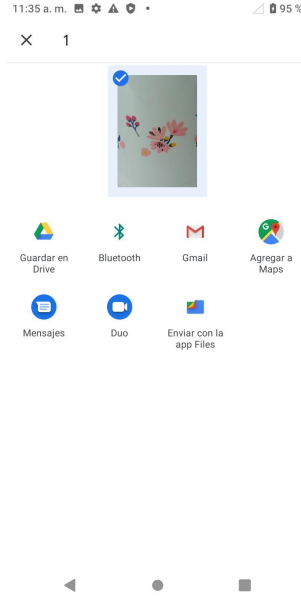 11:35 a. m.
95 %
1
Guardar en
Drive
Bluetooth
Gmail
Agregar a
Maps
Mensajes
Duo
Enviar con la
app Files